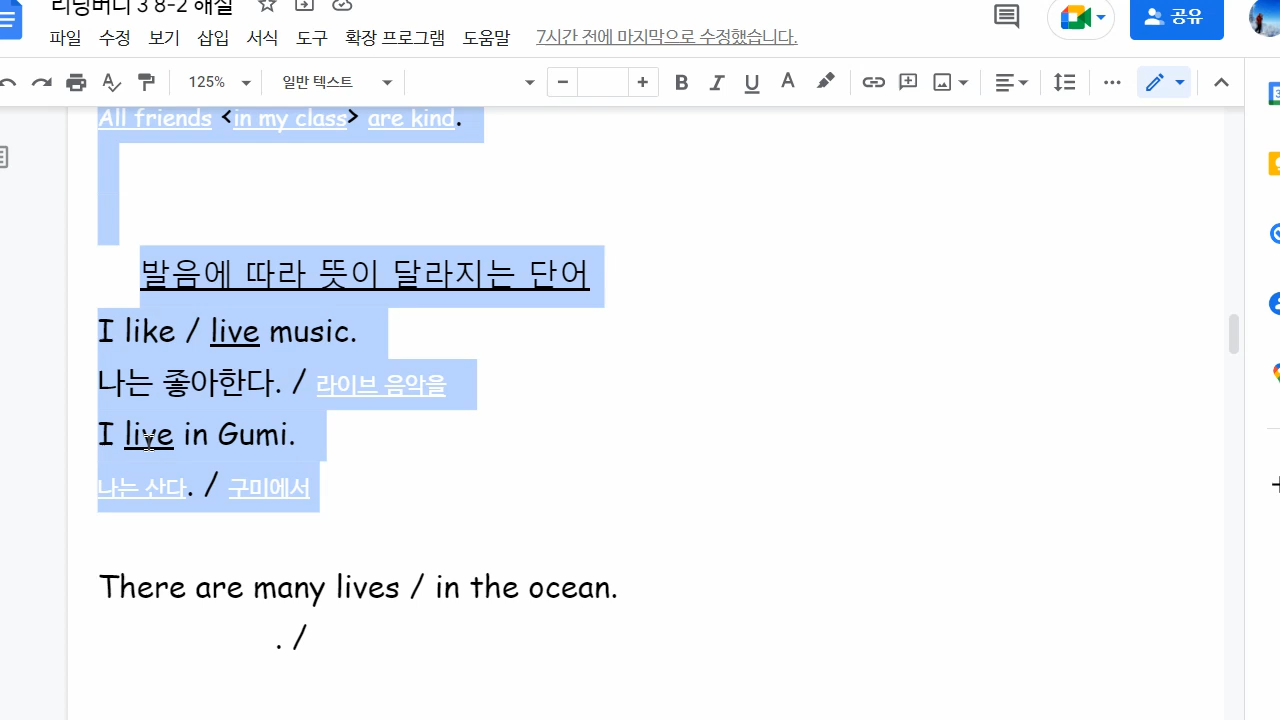 리딩버디 3 8-2 해설
파일 수정 보기 삽입 서식 도구 확장 프로그램 도움말 7시간 전에 마지막으로 수정했습니다.
공유
125% 일반 텍스트 B I U A
All friends <in my class> are kind.
발음에 따라 뜻이 달라지는 단어
I like / live music.
나는 좋아한다. / 라이브 음악을
I live in Gumi.
나는 산다. / 구미에서
There are many lives / in the ocean.
. /